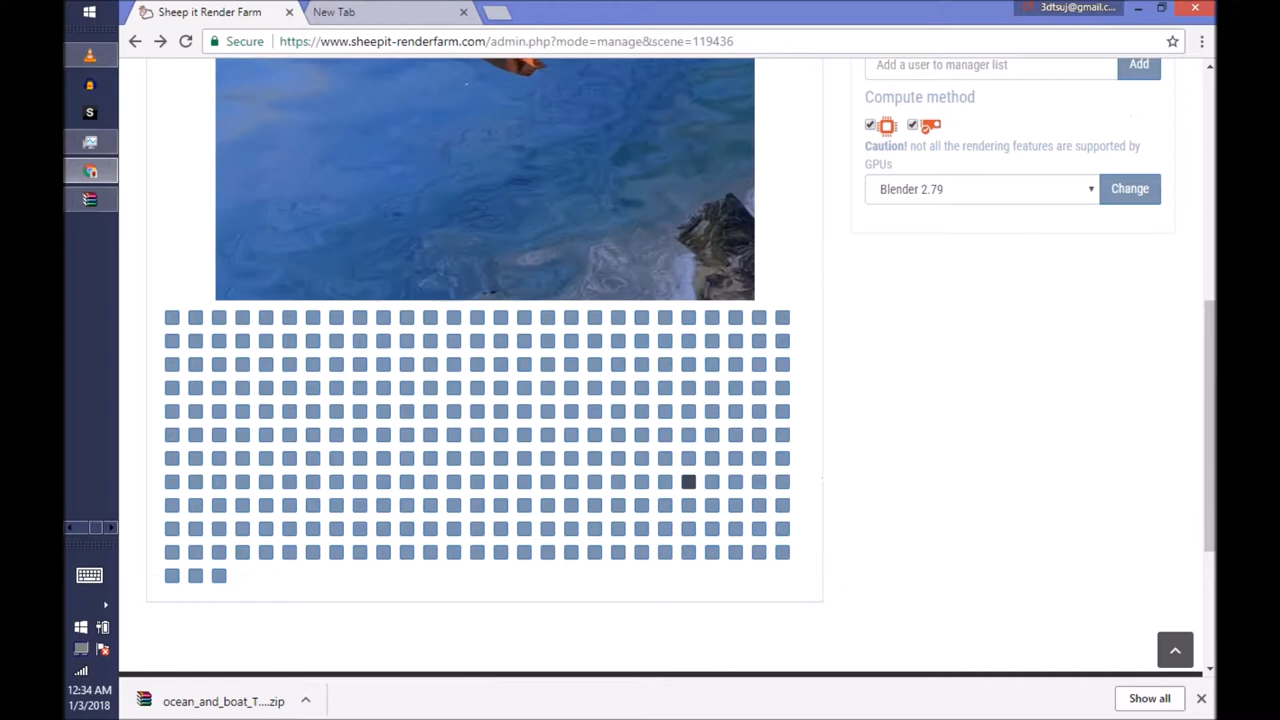 Sheep it Render Farm
New Tab
3dtsuj@gmail.c...
Secure
https://www.sheepit-renderfarm.com/admin.php?mode=manage&scene=119436
Add a user to manager list
Add
Compute method
Caution! not all the rendering features are supported by
GPUs
Blender 2.79
Change
S
12:34 AM
1/3/2018
ocean_and_boat_T....zip
Show all